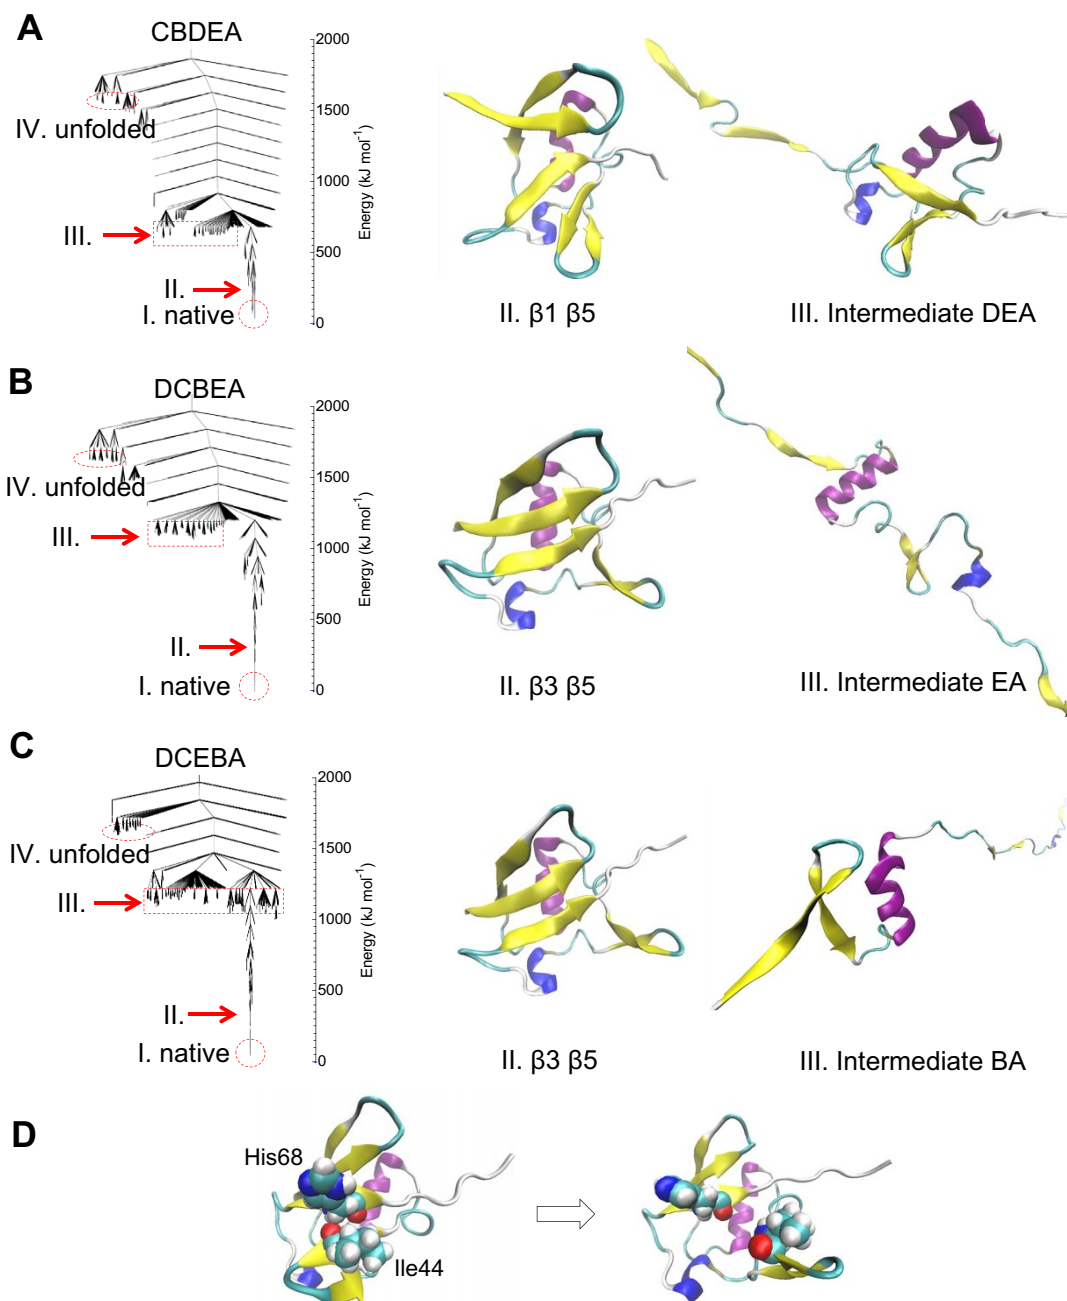 A
CBDEA
2000
1500
1000
500
0
Energy (kJ mol⁻¹)
IV. unfolded
III.
II.
I. native
II. β1 β5
III. Intermediate DEA
B
DCBEA
2000
1500
1000
500
0
Energy (kJ mol⁻¹)
IV. unfolded
III.
II.
I. native
II. β3 β5
III. Intermediate EA
C
DCEBA
2000
1500
1000
500
0
Energy (kJ mol⁻¹)
IV. unfolded
III.
II.
I. native
II. β3 β5
III. Intermediate BA
D
His68
Ile44